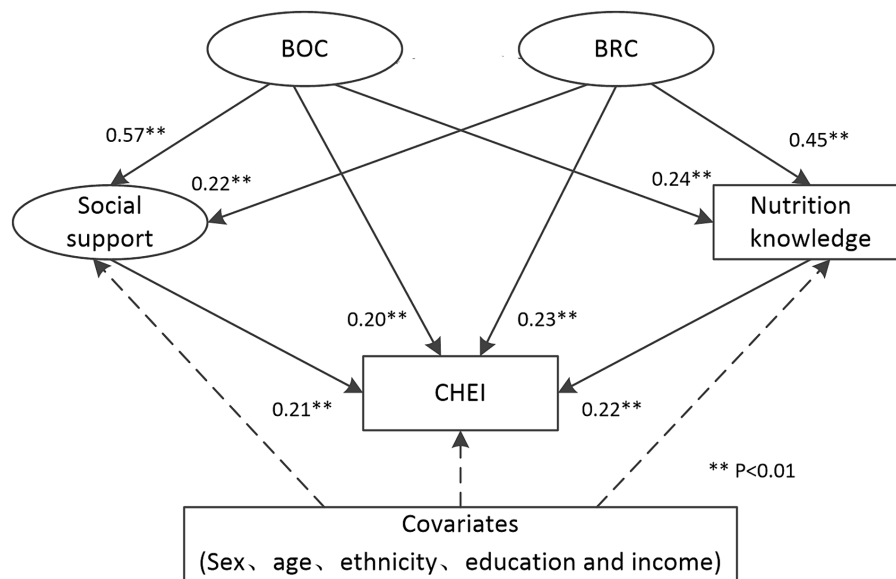 BOC
BRC
0.57**
0.45**
0.22**
0.24**
Social
support
Nutrition
knowledge
0.20**
0.23**
CHEI
0.21**
0.22**
** P<0.01
Covariates
(Sex、age、ethnicity、education and income)